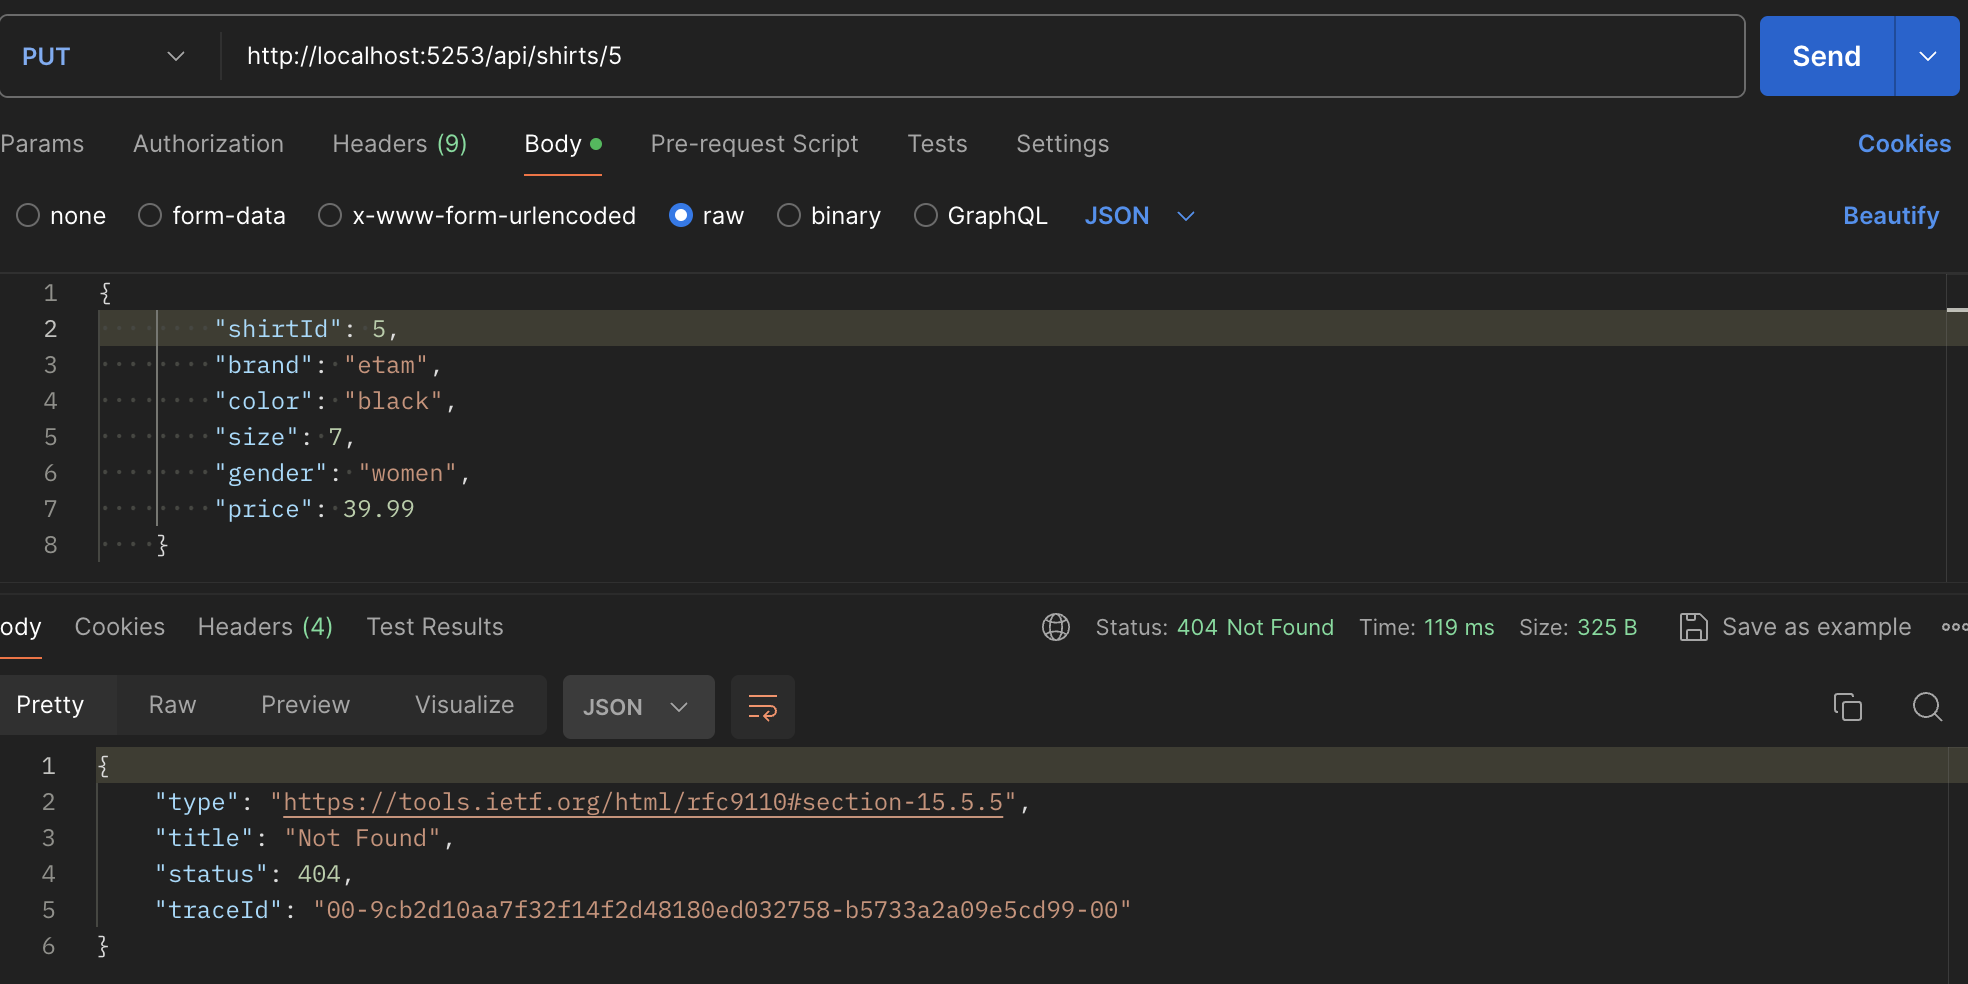 PUT http://localhost:5253/api/shirts/5 Send
Params Authorization Headers (9) Body Pre-request Script Tests Settings Cookies
none form-data x-www-form-urlencoded raw binary GraphQL JSON Beautify
1 {
2 "shirtId": 5,
3 "brand": "etam",
4 "color": "black",
5 "size": 7,
6 "gender": "women",
7 "price": 39.99
8 }
ody Cookies Headers (4) Test Results Status: 404 Not Found Time: 119 ms Size: 325 B Save as example
Pretty Raw Preview Visualize JSON
1 {
2 "type": "https://tools.ietf.org/html/rfc9110#section-15.5.5",
3 "title": "Not Found",
4 "status": 404,
5 "traceId": "00-9cb2d10aa7f32f14f2d48180ed032758-b5733a2a09e5cd99-00"
6 }